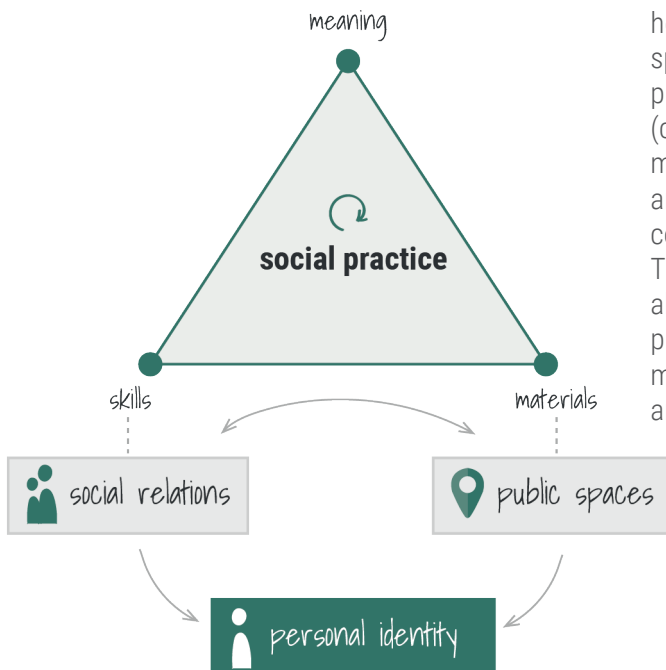 meaning
social practice
skills
materials
social relations
public spaces
personal identity